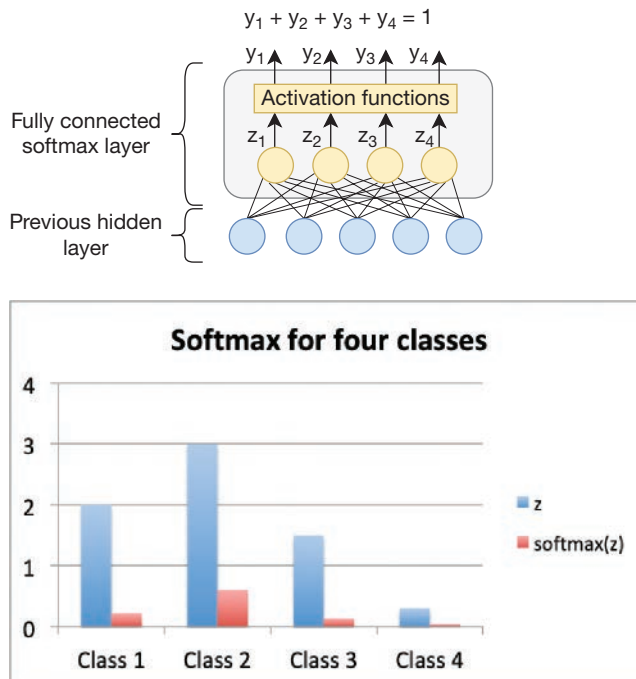 y₁ + y₂ + y₃ + y₄ = 1
y₁ y₂ y₃ y₄
Activation functions
z₁ z₂ z₃ z₄
Fully connected
softmax layer
Previous hidden
layer
Softmax for four classes
4
3
2
1
0
Class 1 Class 2 Class 3 Class 4
z
softmax(z)